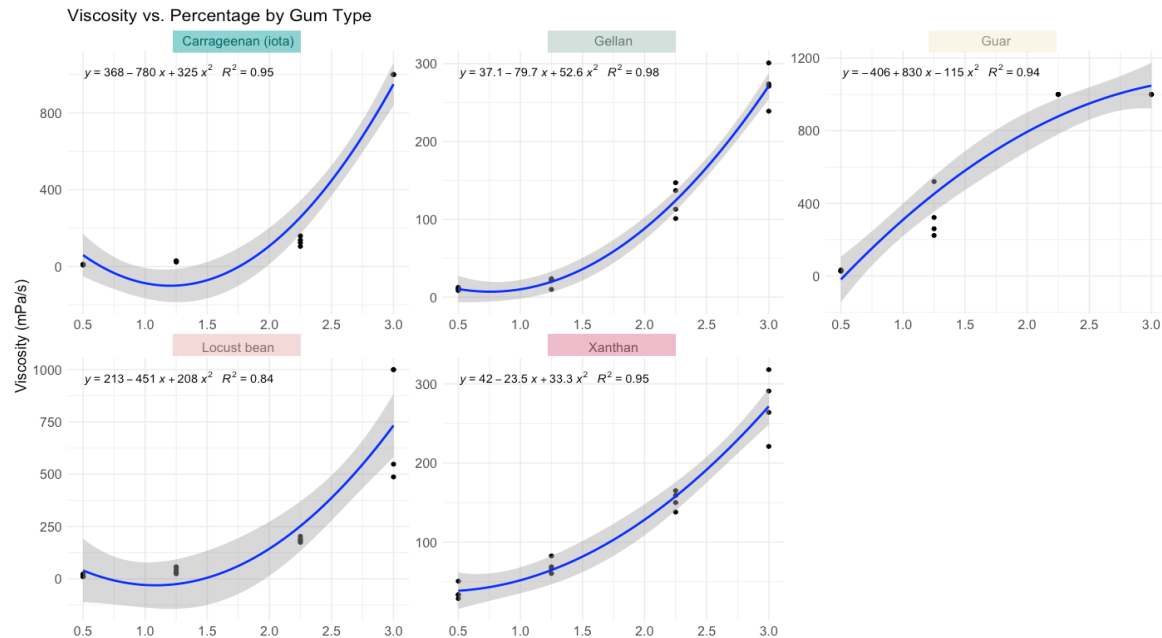 Viscosity vs. Percentage by Gum Type
Carrageenan (iota)
y = 368 − 780 x + 325 x² R² = 0.95
800
400
0
0.5 1.0 1.5 2.0 2.5 3.0
Gellan
y = 37.1 − 79.7 x + 52.6 x² R² = 0.98
300
200
100
0
0.5 1.0 1.5 2.0 2.5 3.0
Guar
y = −406 + 830 x − 115 x² R² = 0.94
1200
800
400
0
0.5 1.0 1.5 2.0 2.5 3.0
Viscosity (mPa/s)
Locust bean
y = 213 − 451 x + 208 x² R² = 0.84
1000
750
500
250
0
0.5 1.0 1.5 2.0 2.5 3.0
Xanthan
y = 42 − 23.5 x + 33.3 x² R² = 0.95
300
200
100
0.5 1.0 1.5 2.0 2.5 3.0